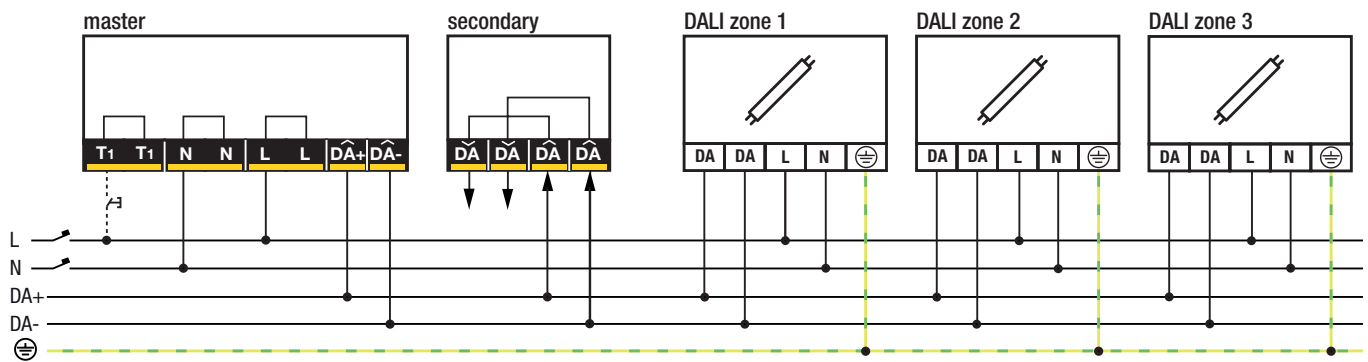 master secondary DALI zone 1 DALI zone 2 DALI zone 3
T1 T1 N N L L DA+ DA- DA DA DA DA DA DA L N DA DA L N DA DA L N
L
N
DA+
DA-